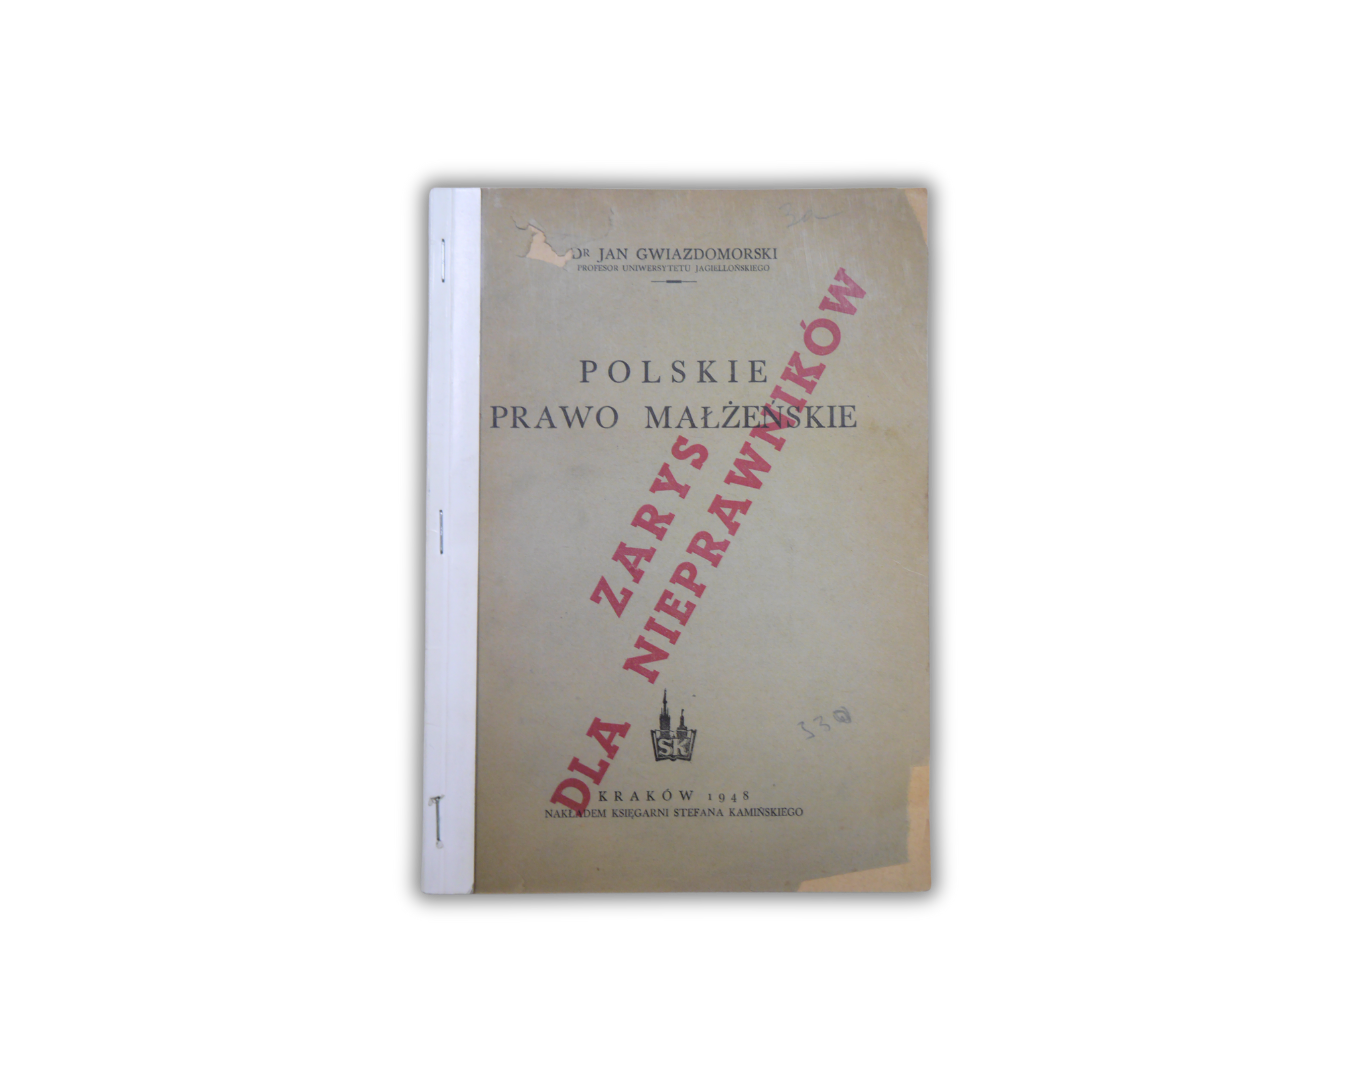 DR JAN GWIAZDOMORSKI
PROFESOR UNIWERSYTETU JAGIELLOŃSKIEGO
POLSKIE
PRAWO MAŁŻEŃSKIE
ZARYS
DLA NIEPRAWNIKÓW
SK
KRAKÓW 1948
NAKŁADEM KSIĘGARNI STEFANA KAMIŃSKIEGO